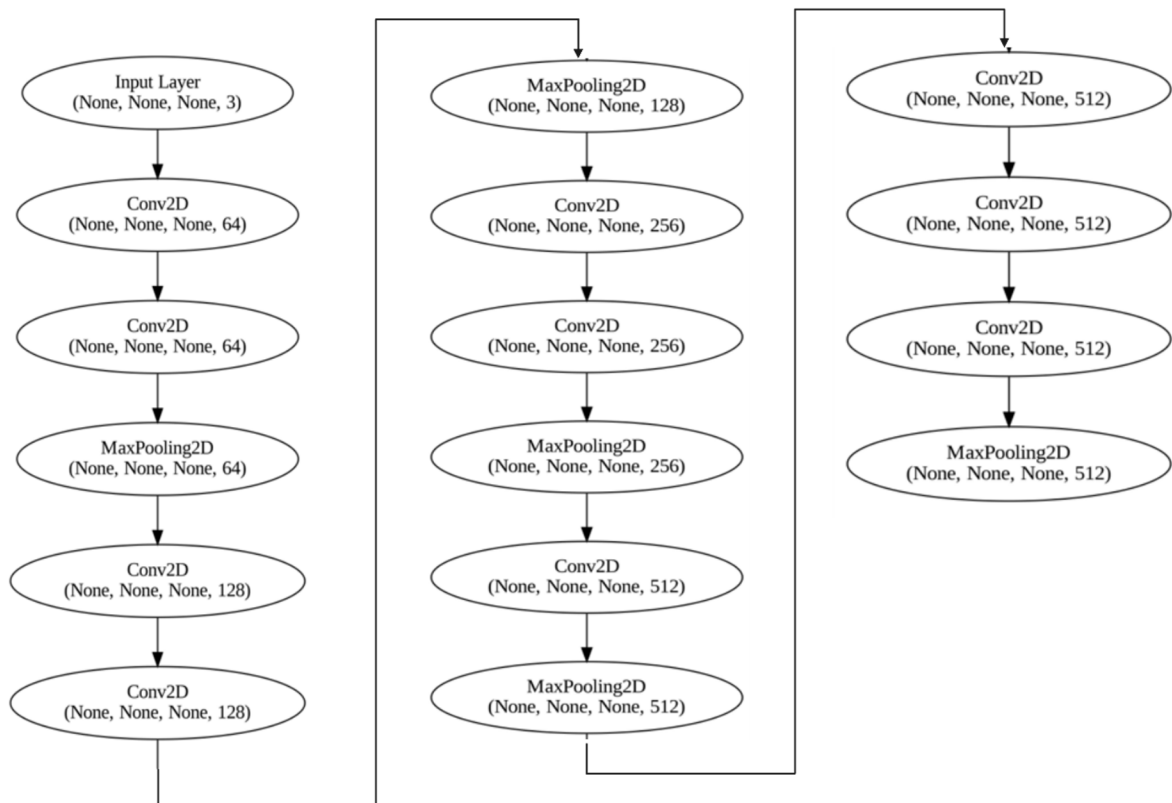 Input Layer
(None, None, None, 3)
Conv2D
(None, None, None, 64)
Conv2D
(None, None, None, 64)
MaxPooling2D
(None, None, None, 64)
Conv2D
(None, None, None, 128)
Conv2D
(None, None, None, 128)
MaxPooling2D
(None, None, None, 128)
Conv2D
(None, None, None, 256)
Conv2D
(None, None, None, 256)
MaxPooling2D
(None, None, None, 256)
Conv2D
(None, None, None, 512)
MaxPooling2D
(None, None, None, 512)
Conv2D
(None, None, None, 512)
Conv2D
(None, None, None, 512)
Conv2D
(None, None, None, 512)
MaxPooling2D
(None, None, None, 512)